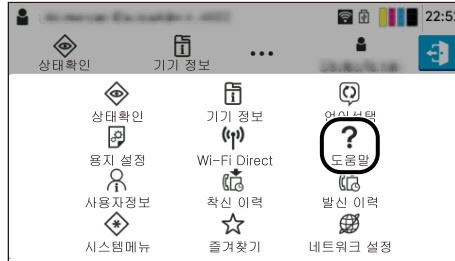 22:52
상태확인 기기 정보 •••
상태확인 기기 정보 언어선택
용지 설정 Wi-Fi Direct 도움말
사용자정보 착신 이력 발신 이력
시스템메뉴 즐겨찾기 네트워크 설정